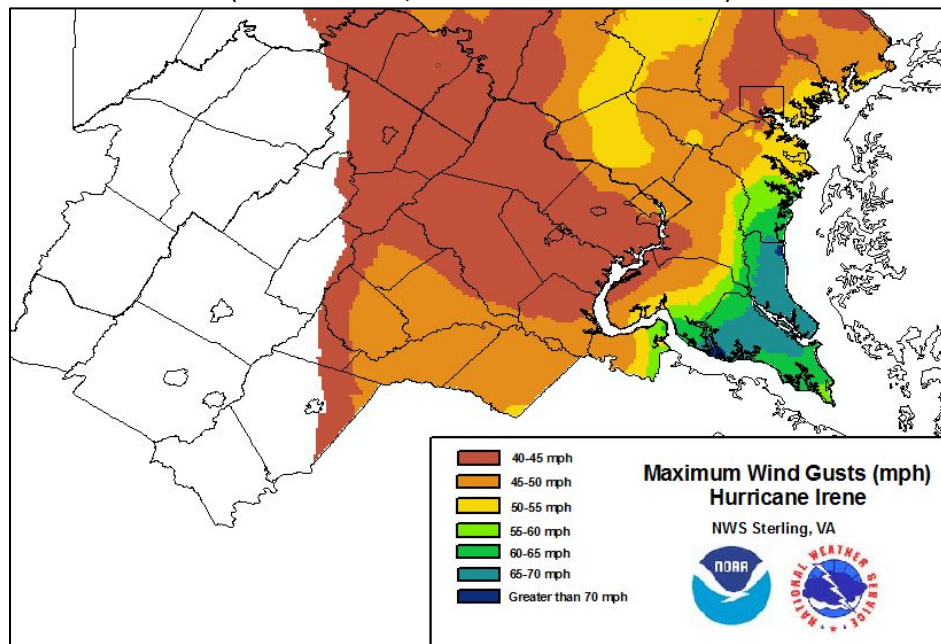 40-45 mph
45-50 mph
50-55 mph
55-60 mph
60-65 mph
65-70 mph
Greater than 70 mph
Maximum Wind Gusts (mph)
Hurricane Irene
NWS Sterling, VA
NOAA
NATIONAL WEATHER SERVICE